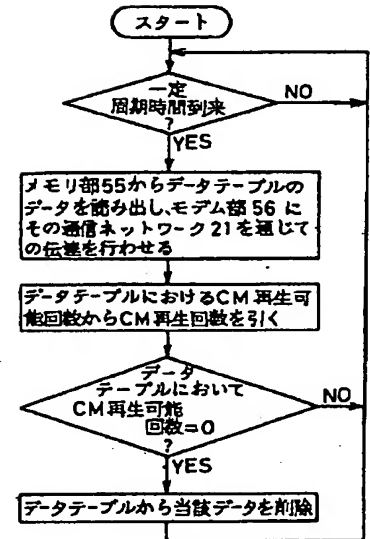 スタート
一定
周期時間到来
?
NO
YES
メモリ部55からデータテーブルの
データを読み出し、モデム部56に
その通信ネットワーク21を通じて
の伝達を行わせる
データテーブルにおけるCM再生可
能回数からCM再生回数を引く
データ
テーブルにおいて
CM再生可能
回数=0
?
NO
YES
データテーブルから当該データを削除